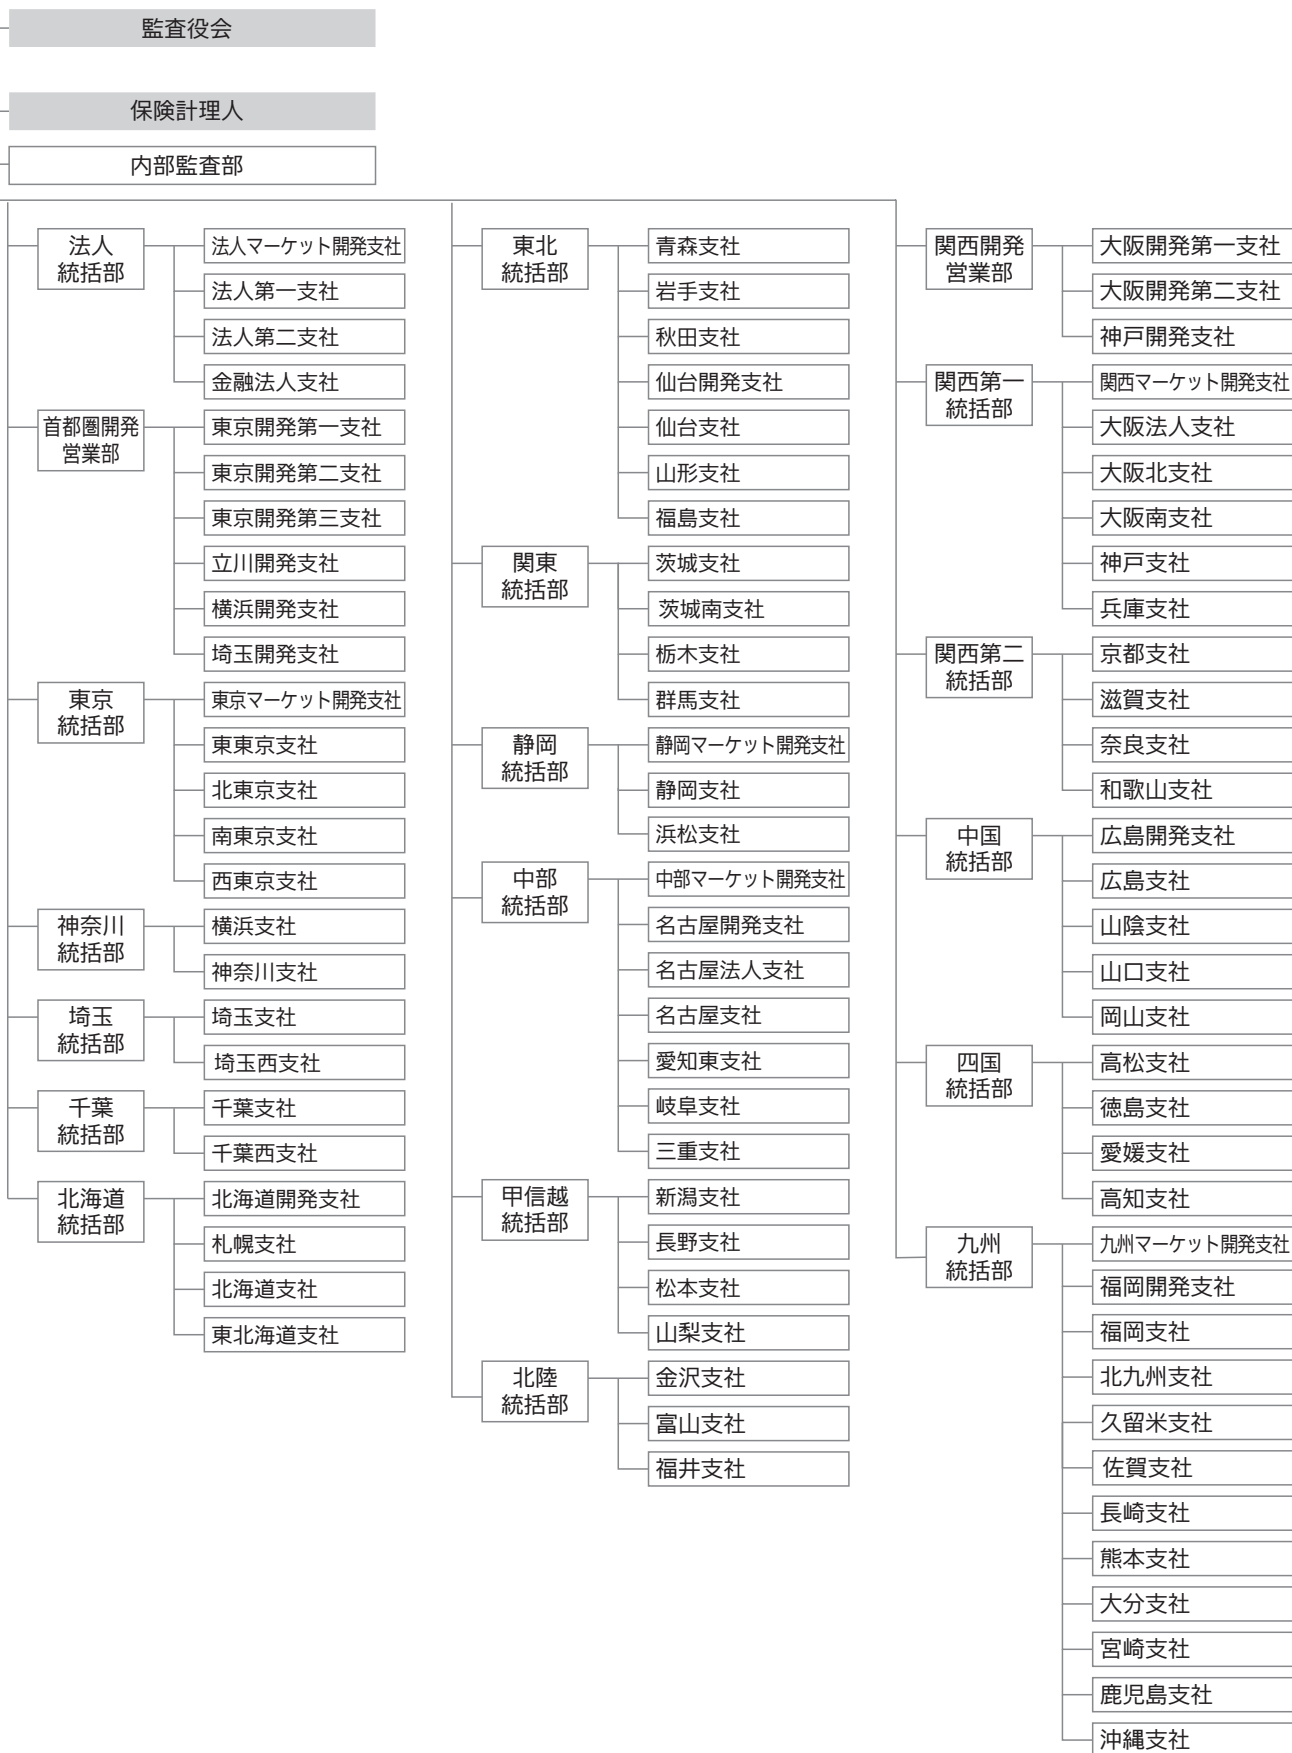 監査役会
保険計理人
内部監査部
法人
統括部
法人マーケット開発支社
法人第一支社
法人第二支社
金融法人支社
首都圏開発
営業部
東京開発第一支社
東京開発第二支社
東京開発第三支社
立川開発支社
横浜開発支社
埼玉開発支社
東京
統括部
東京マーケット開発支社
東東京支社
北東京支社
南東京支社
西東京支社
神奈川
統括部
横浜支社
神奈川支社
埼玉
統括部
埼玉支社
埼玉西支社
千葉
統括部
千葉支社
千葉西支社
北海道
統括部
北海道開発支社
札幌支社
北海道支社
東北海道支社
東北
統括部
青森支社
岩手支社
秋田支社
仙台開発支社
仙台支社
山形支社
福島支社
関東
統括部
茨城支社
茨城南支社
栃木支社
群馬支社
静岡
統括部
静岡マーケット開発支社
静岡支社
浜松支社
中部
統括部
中部マーケット開発支社
名古屋開発支社
名古屋法人支社
名古屋支社
愛知東支社
岐阜支社
三重支社
甲信越
統括部
新潟支社
長野支社
松本支社
山梨支社
北陸
統括部
金沢支社
富山支社
福井支社
関西開発
営業部
大阪開発第一支社
大阪開発第二支社
神戸開発支社
関西第一
統括部
関西マーケット開発支社
大阪法人支社
大阪北支社
大阪南支社
神戸支社
兵庫支社
関西第二
統括部
京都支社
滋賀支社
奈良支社
和歌山支社
中国
統括部
広島開発支社
広島支社
山陰支社
山口支社
岡山支社
四国
統括部
高松支社
徳島支社
愛媛支社
高知支社
九州
統括部
九州マーケット開発支社
福岡開発支社
福岡支社
北九州支社
久留米支社
佐賀支社
長崎支社
熊本支社
大分支社
宮崎支社
鹿児島支社
沖縄支社